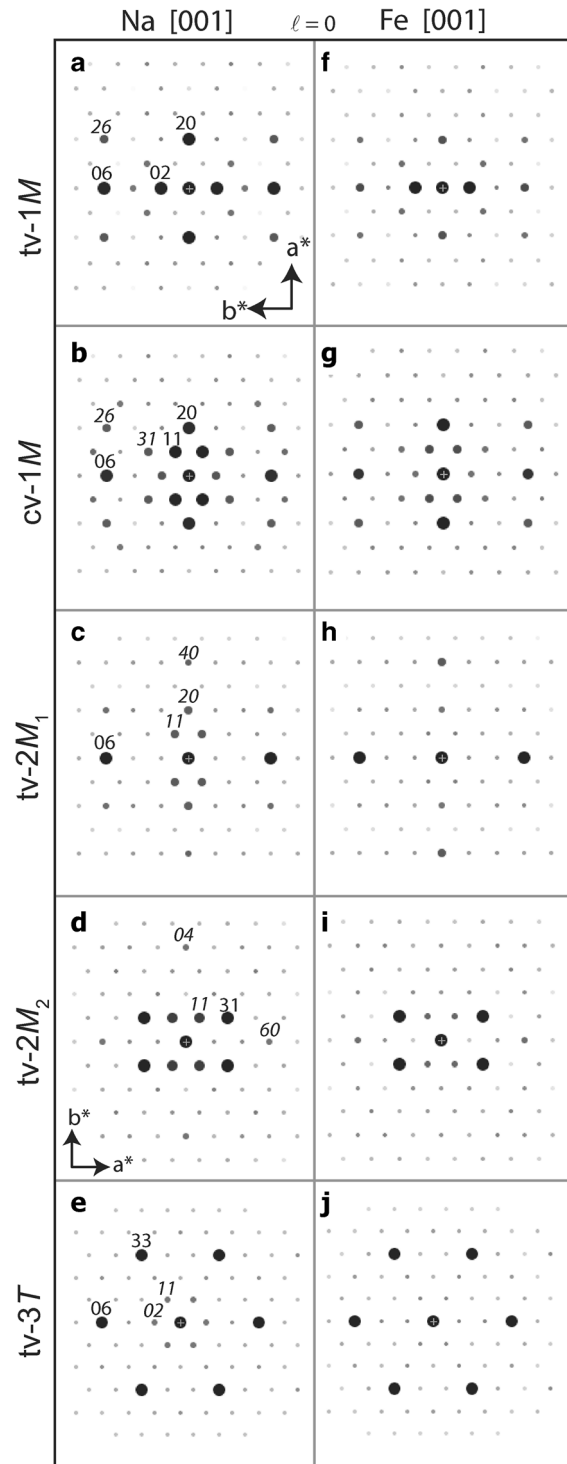 Na [001] ℓ = 0 Fe [001]
tv-1M
a
26
20
06
02
a*
b*
f
cv-1M
b
26
20
31 11
06
g
tv-2M1
c
40
20
11
06
h
tv-2M2
d
04
11 31
60
b*
a*
i
tv-3T
e
33
11
06 02
j